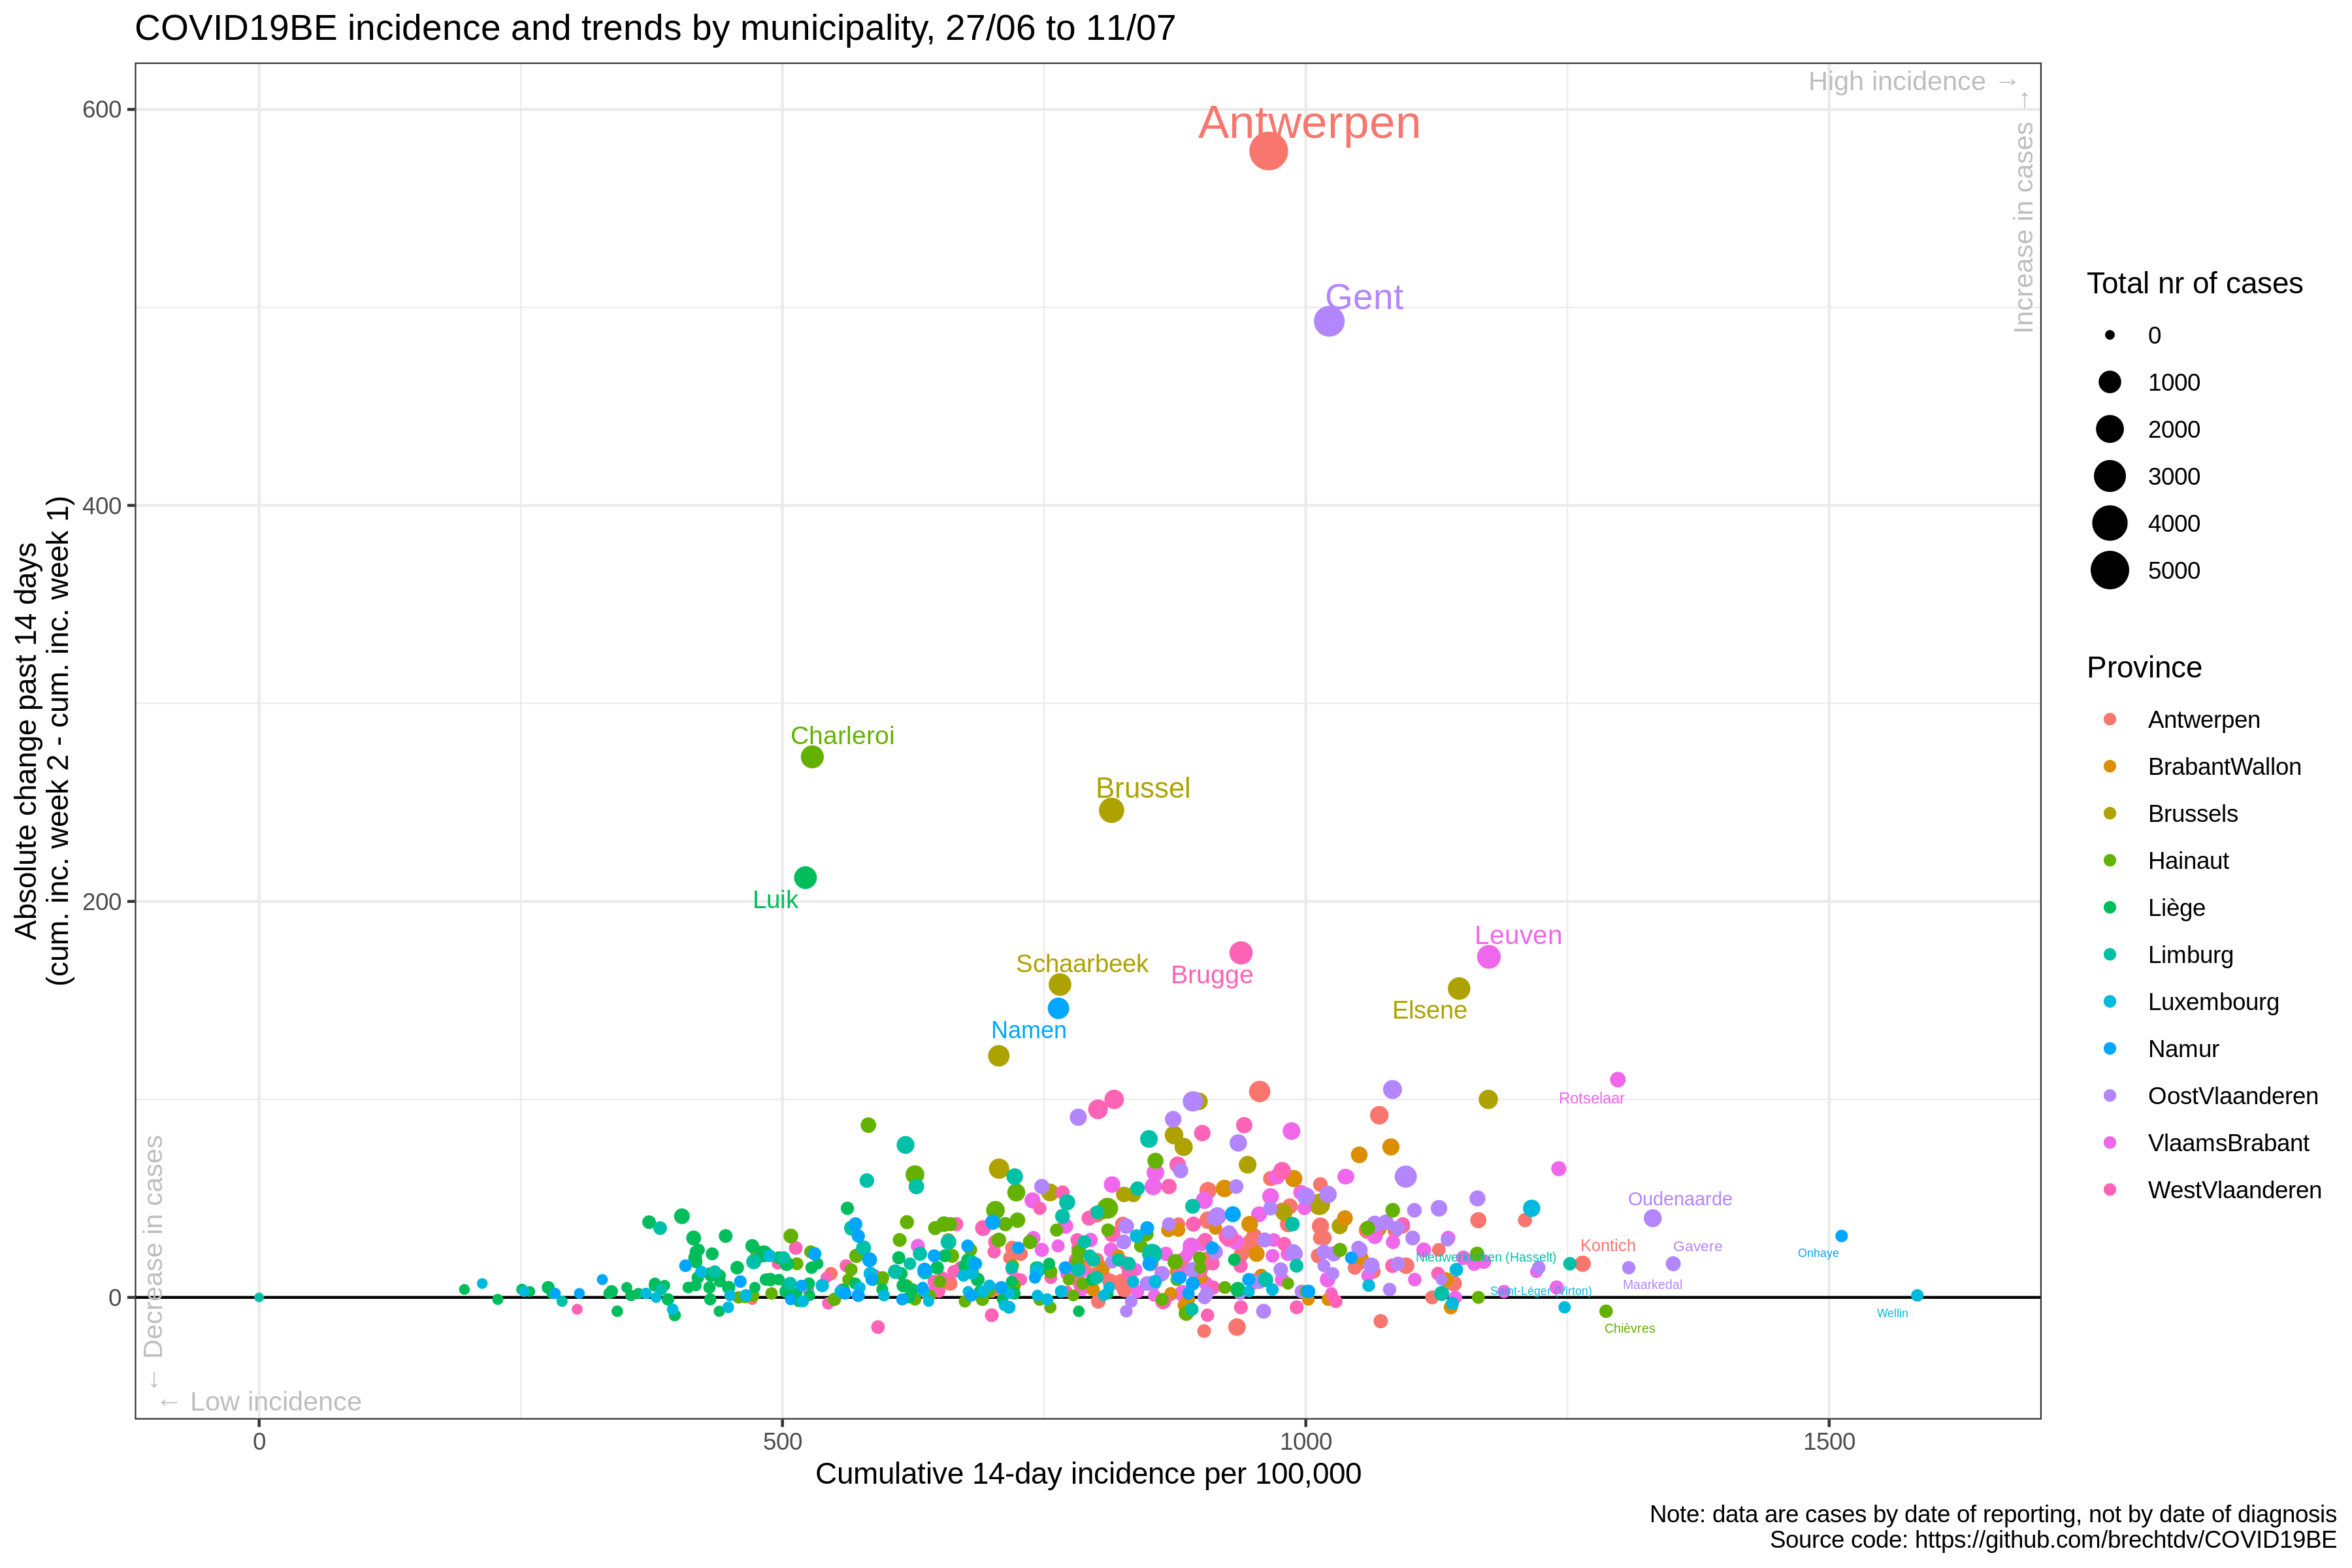 COVID19BE incidence and trends by municipality, 27/06 to 11/07
High incidence →
Increase in cases →
Antwerpen
Gent
Charleroi
Brussel
Luik
Leuven
Schaarbeek
Brugge
Elsene
Namen
Rotselaar
Oudenaarde
Kontich
Gavere
Onhaye
Nieuwerkerken (Hasselt)
Maarkedal
Saint-Léger (Virton)
Wellin
Chièvres
← Decrease in cases
← Low incidence
600
400
200
0
0
500
1000
1500
Absolute change past 14 days
(cum. inc. week 2 - cum. inc. week 1)
Cumulative 14-day incidence per 100,000
Total nr of cases
0
1000
2000
3000
4000
5000
Province
Antwerpen
BrabantWallon
Brussels
Hainaut
Liège
Limburg
Luxembourg
Namur
OostVlaanderen
VlaamsBrabant
WestVlaanderen
Note: data are cases by date of reporting, not by date of diagnosis
Source code: https://github.com/brechtdv/COVID19BE